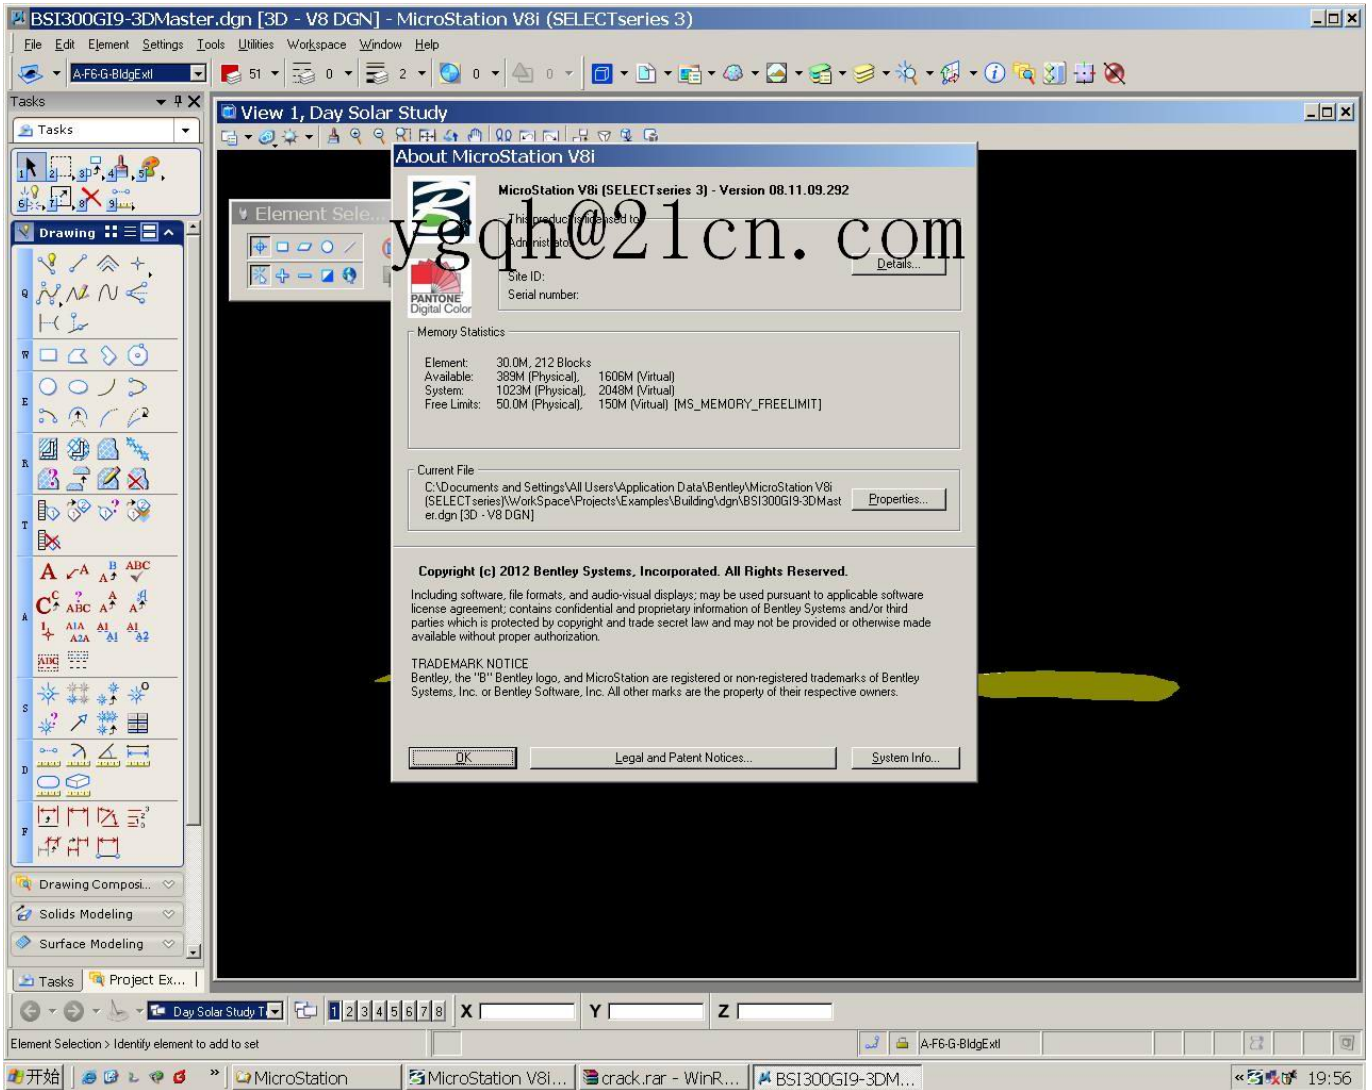 BSI300GI9-3DMaster.dgn [3D - V8 DGN] - MicroStation V8i (SELECTseries 3)
File Edit Element Settings Tools Utilities Workspace Window Help
A-F6-G-BldgExtl 51 0 2 0 0
Tasks
View 1, Day Solar Study
Tasks
About MicroStation V8i
MicroStation V8i (SELECTseries 3) - Version 08.11.09.292
Element Sele...
This product is licensed to:
ygqh@21cn.com
Administrator
Details...
Site ID:
Serial number:
PANTONE
Digital Color
Drawing
Memory Statistics
Element: 30.0M, 212 Blocks
Available: 389M (Physical), 1606M (Virtual)
System: 1023M (Physical), 2048M (Virtual)
Free Limits: 50.0M (Physical), 150M (Virtual) [MS_MEMORY_FREELIMIT]
Current File
C:\Documents and Settings\All Users\Application Data\Bentley\MicroStation V8i
(SELECTseries)\WorkSpace\Projects\Examples\Building\dgn\BSI300GI9-3DMast
er.dgn [3D - V8 DGN]
Properties...
Copyright (c) 2012 Bentley Systems, Incorporated. All Rights Reserved.
Including software, file formats, and audio-visual displays; may be used pursuant to applicable software
license agreement; contains confidential and proprietary information of Bentley Systems and/or third
parties which is protected by copyright and trade secret law and may not be provided or otherwise made
available without proper authorization.
TRADEMARK NOTICE
Bentley, the "B" Bentley logo, and MicroStation are registered or non-registered trademarks of Bentley
Systems, Inc. or Bentley Software, Inc. All other marks are the property of their respective owners.
OK Legal and Patent Notices... System Info...
Drawing Composi...
Solids Modeling
Surface Modeling
Tasks Project Ex...
Day Solar Study T 1 2 3 4 5 6 7 8 X Y Z
Element Selection > Identify element to add to set
A-F6-G-BldgExtl
开始 » MicroStation MicroStation V8i... crack.rar - WinR... BSI300GI9-3DM... « 19:56